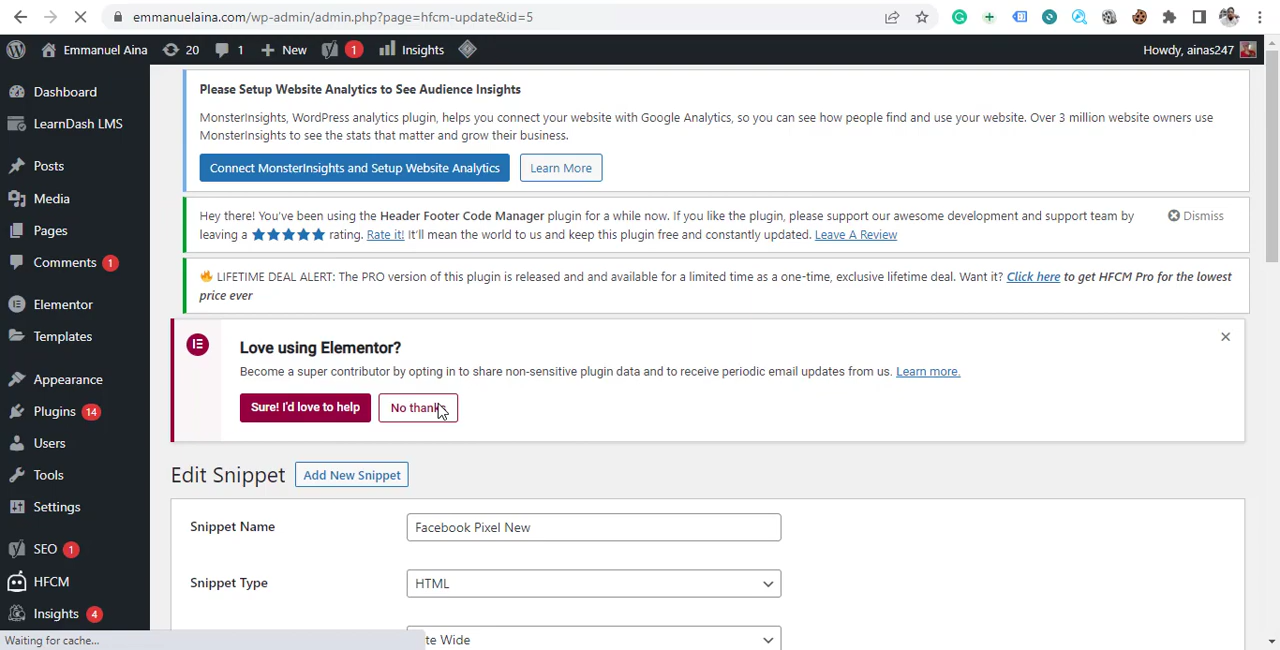 emmanuelaina.com/wp-admin/admin.php?page=hfcm-update&id=5
Emmanuel Aina
20
1
New
1
Insights
Howdy, ainas247
Dashboard
LearnDash LMS
Posts
Media
Pages
Comments 1
Elementor
Templates
Appearance
Plugins 14
Users
Tools
Settings
SEO 1
HFCM
Insights 4
Waiting for cache...
Please Setup Website Analytics to See Audience Insights
MonsterInsights, WordPress analytics plugin, helps you connect your website with Google Analytics, so you can see how people find and use your website. Over 3 million website owners use
MonsterInsights to see the stats that matter and grow their business.
Connect MonsterInsights and Setup Website Analytics
Learn More
Hey there! You've been using the Header Footer Code Manager plugin for a while now. If you like the plugin, please support our awesome development and support team by
leaving a ★★★★★ rating. Rate it! It'll mean the world to us and keep this plugin free and constantly updated. Leave A Review
Dismiss
🔥 LIFETIME DEAL ALERT: The PRO version of this plugin is released and and available for a limited time as a one-time, exclusive lifetime deal. Want it? Click here to get HFCM Pro for the lowest
price ever
Love using Elementor?
Become a super contributor by opting in to share non-sensitive plugin data and to receive periodic email updates from us. Learn more.
Sure! I'd love to help
No thanks
Edit Snippet
Add New Snippet
Snippet Name
Facebook Pixel New
Snippet Type
HTML
te Wide